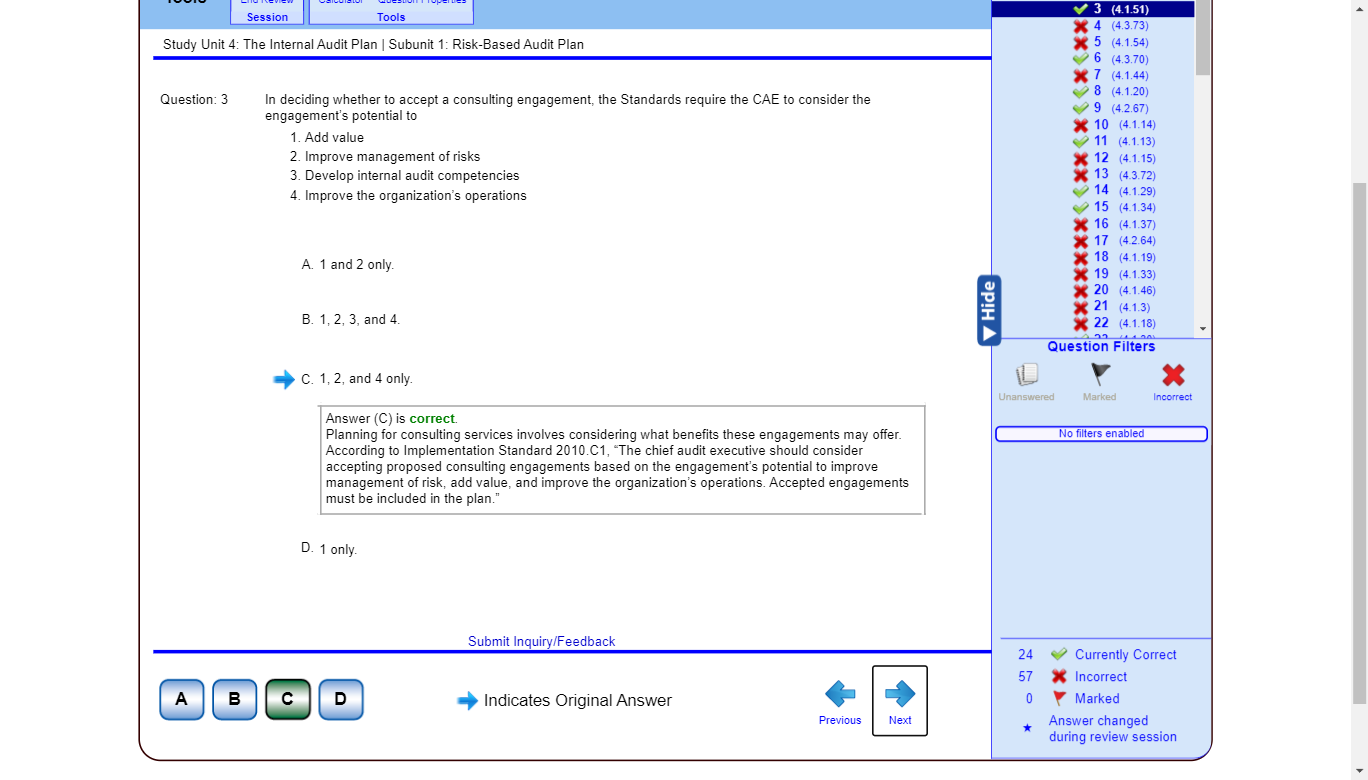 Session
Tools
Study Unit 4: The Internal Audit Plan | Subunit 1: Risk-Based Audit Plan
Question: 3
In deciding whether to accept a consulting engagement, the Standards require the CAE to consider the
engagement's potential to
1. Add value
2. Improve management of risks
3. Develop internal audit competencies
4. Improve the organization's operations
A. 1 and 2 only.
B. 1, 2, 3, and 4.
C. 1, 2, and 4 only.
Answer (C) is correct.
Planning for consulting services involves considering what benefits these engagements may offer.
According to Implementation Standard 2010.C1, “The chief audit executive should consider
accepting proposed consulting engagements based on the engagement's potential to improve
management of risk, add value, and improve the organization's operations. Accepted engagements
must be included in the plan.”
D. 1 only.
Submit Inquiry/Feedback
A B C D
Indicates Original Answer
Previous
Next
3 (4.1.51)
4 (4.3.73)
5 (4.1.54)
6 (4.3.70)
7 (4.1.44)
8 (4.1.20)
9 (4.2.67)
10 (4.1.14)
11 (4.1.13)
12 (4.1.15)
13 (4.3.72)
14 (4.1.29)
15 (4.1.34)
16 (4.1.37)
17 (4.2.64)
18 (4.1.19)
19 (4.1.33)
20 (4.1.46)
21 (4.1.3)
22 (4.1.18)
Hide
Question Filters
Unanswered
Marked
Incorrect
No filters enabled
24 Currently Correct
57 Incorrect
0 Marked
Answer changed
during review session